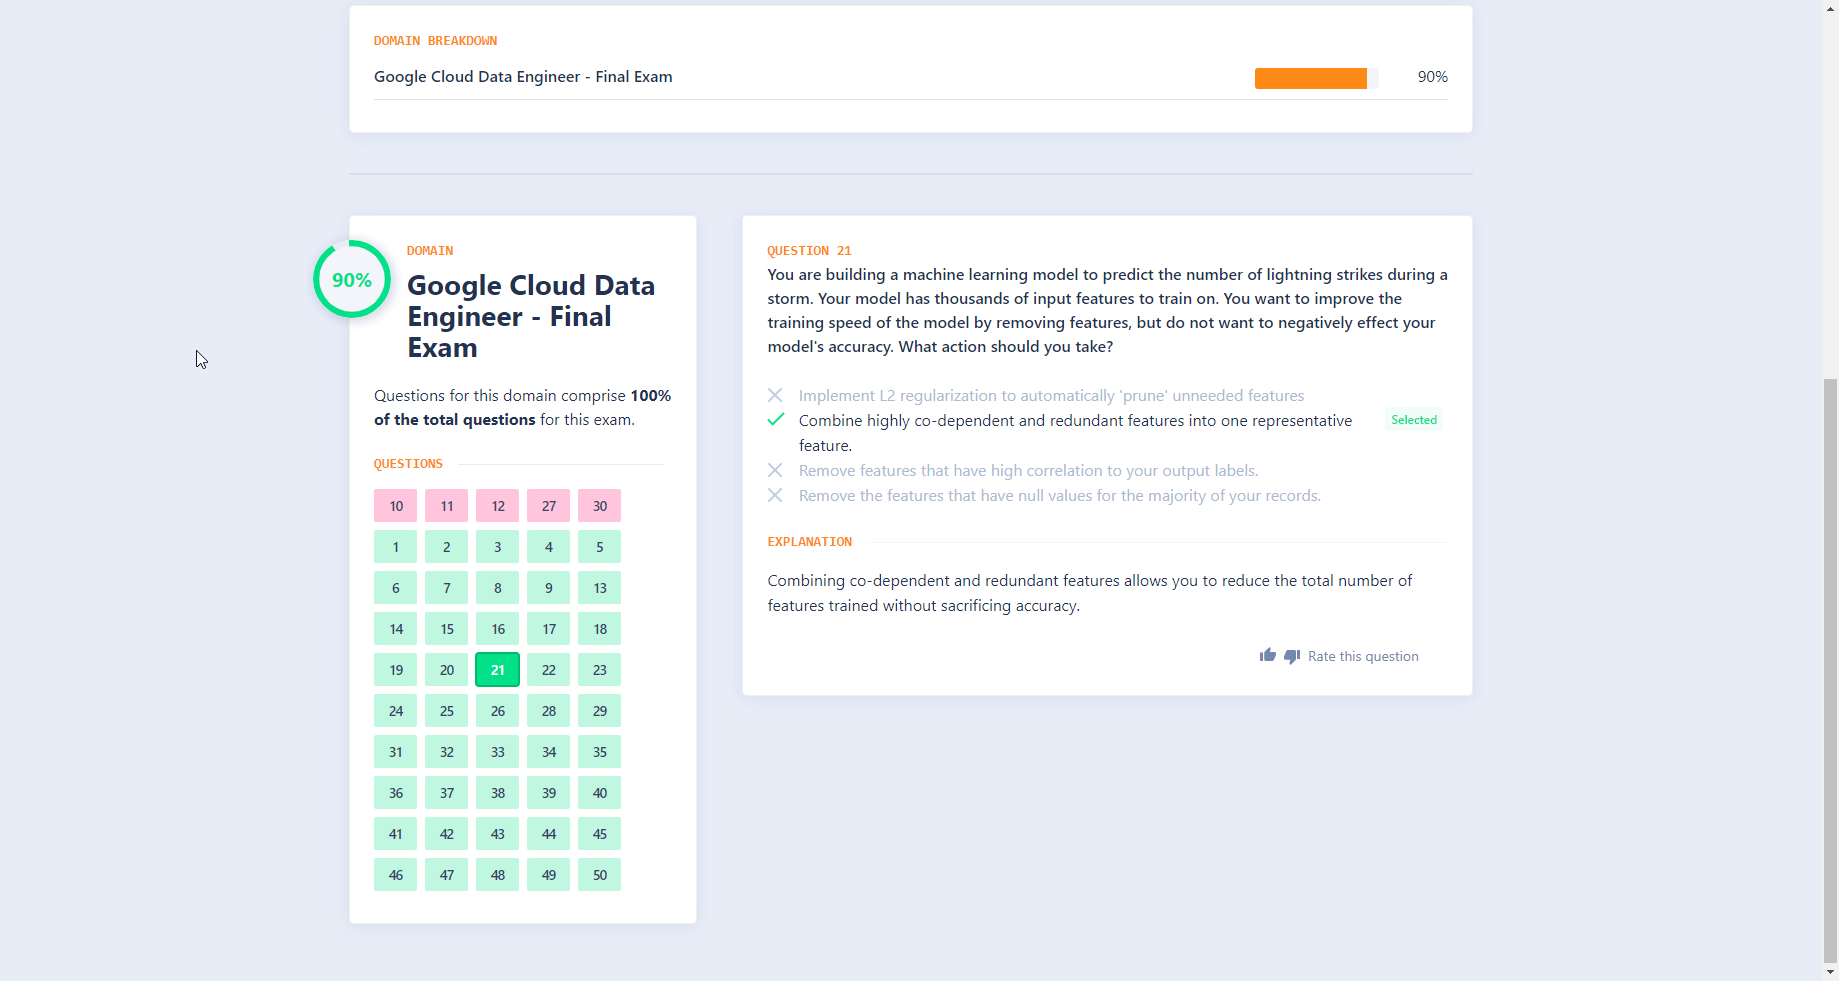 DOMAIN BREAKDOWN
Google Cloud Data Engineer - Final Exam
90%
90%
DOMAIN
Google Cloud Data
Engineer - Final
Exam
Questions for this domain comprise 100%
of the total questions for this exam.
QUESTIONS
10 11 12 27 30
1 2 3 4 5
6 7 8 9 13
14 15 16 17 18
19 20 21 22 23
24 25 26 28 29
31 32 33 34 35
36 37 38 39 40
41 42 43 44 45
46 47 48 49 50
QUESTION 21
You are building a machine learning model to predict the number of lightning strikes during a
storm. Your model has thousands of input features to train on. You want to improve the
training speed of the model by removing features, but do not want to negatively effect your
model's accuracy. What action should you take?
Implement L2 regularization to automatically 'prune' unneeded features
Combine highly co-dependent and redundant features into one representative
feature.
Selected
Remove features that have high correlation to your output labels.
Remove the features that have null values for the majority of your records.
EXPLANATION
Combining co-dependent and redundant features allows you to reduce the total number of
features trained without sacrificing accuracy.
Rate this question